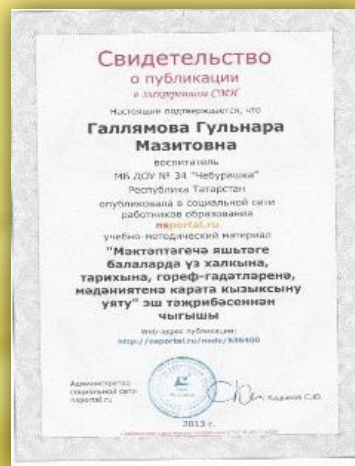 Свидетельство
о публикации
в электронном СМИ
Настоящим подтверждается, что
Галлямова Гульнара
Мазитовна
воспитатель
МБ ДОУ № 34 "Чебурашка"
Республика Татарстан
опубликовала в социальной сети
работников образования
nsportal.ru
учебно-методический материал
"Мәктәпкәчә яшьтәге
балаларда үз халкына,
тарихына, гореф-гадәтләренә,
мәдәниятенә карата кызыксыну
уяту" эш тәҗрибәсеннән
чыгышы
Web-адрес публикации:
http://nsportal.ru/node/636400
Администратор
социальной сети
nsportal.ru
2013 г.